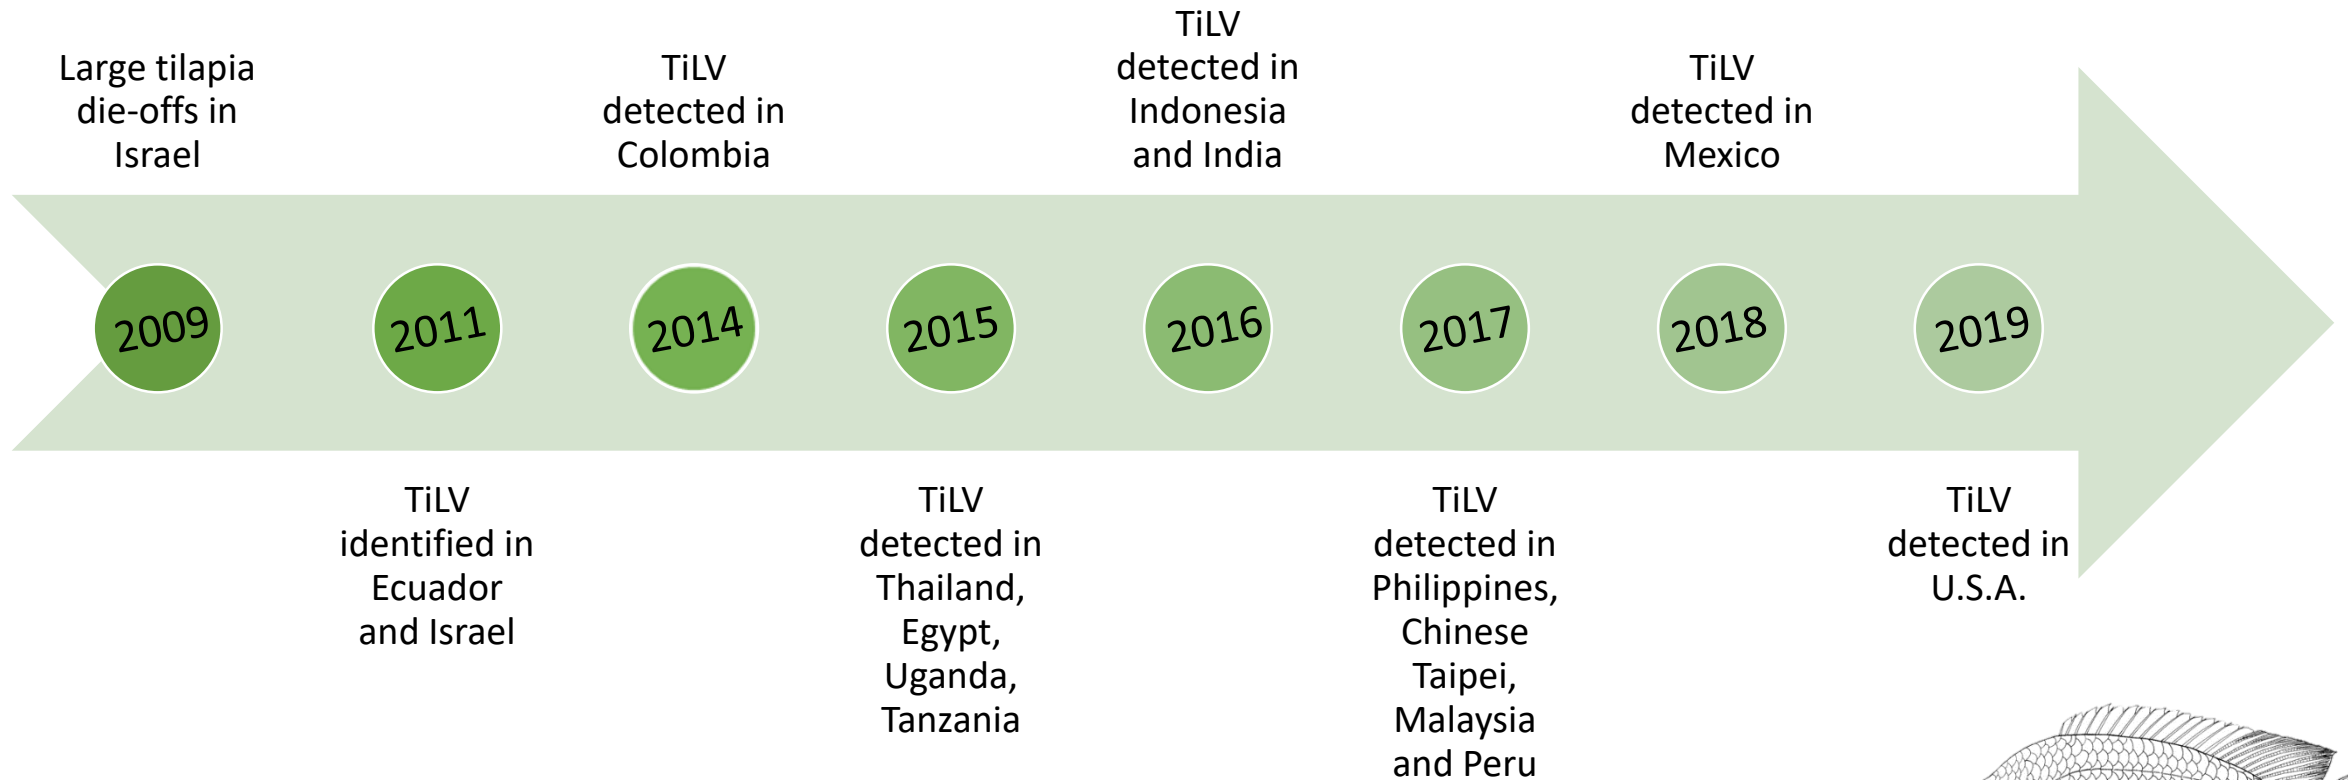 Large tilapia
die-offs in
Israel
TiLV
detected in
Colombia
TiLV
detected in
Indonesia
and India
TiLV
detected in
Mexico
2009
2011
2014
2015
2016
2017
2018
2019
TiLV
identified in
Ecuador
and Israel
TiLV
detected in
Thailand,
Egypt,
Uganda,
Tanzania
TiLV
detected in
Philippines,
Chinese
Taipei,
Malaysia
and Peru
TiLV
detected in
U.S.A.